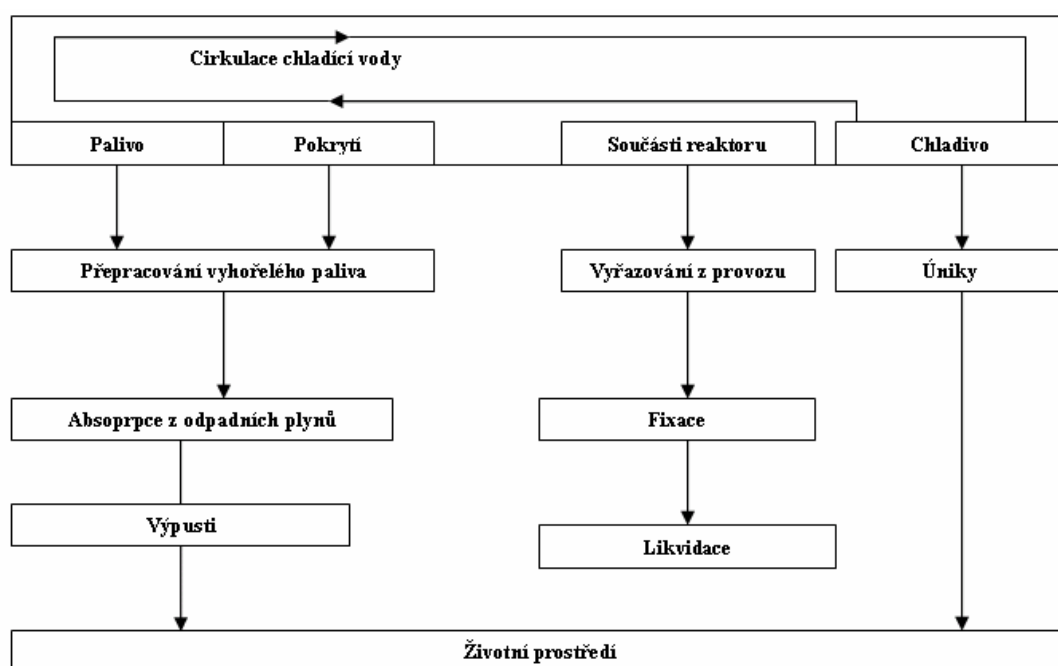 Cirkulace chladící vody
Palivo
Pokrytí
Součásti reaktoru
Chladivo
Přepracování vyhořelého paliva
Vyřazování z provozu
Úniky
Absoprpce z odpadních plynů
Fixace
Výpusti
Likvidace
Životní prostředí